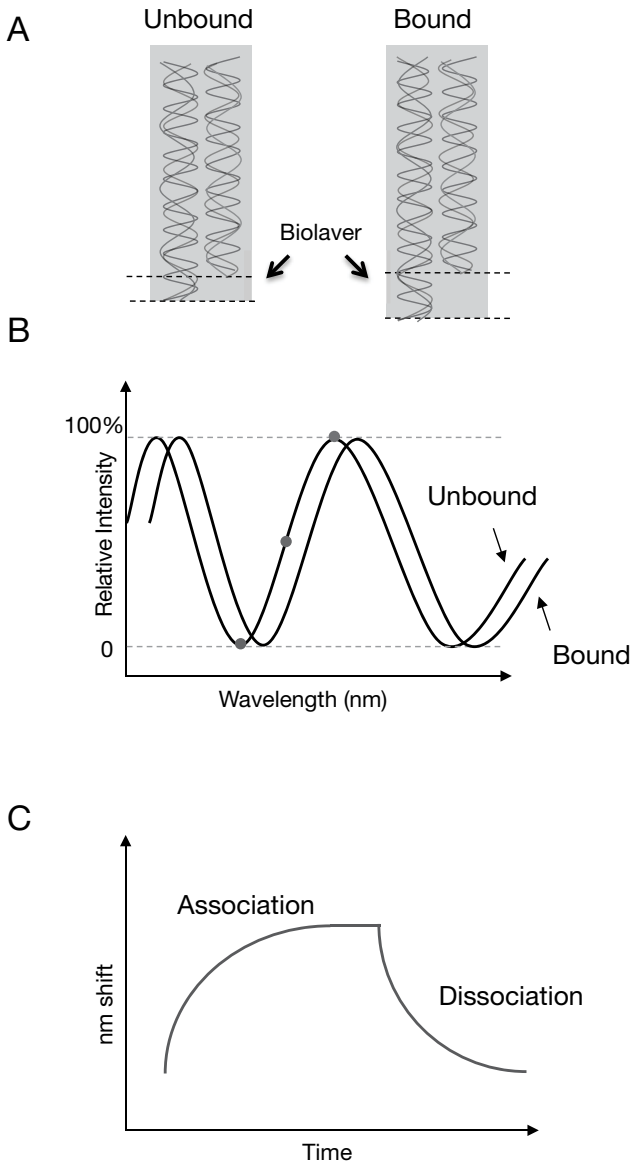 A
Unbound
Bound
Biolaver
B
100%
Relative Intensity
0
Unbound
Bound
Wavelength (nm)
C
Association
nm shift
Dissociation
Time